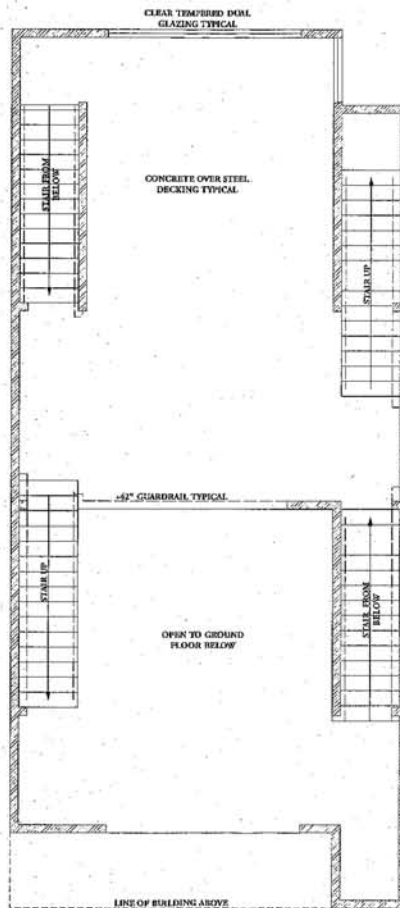 CLEAR TEMPERED DUAL
GLAZING TYPICAL
STAIR FROM
BELOW
CONCRETE OVER STEEL
DECKING TYPICAL
STAIR UP
+42" GUARDRAIL TYPICAL
STAIR UP
OPEN TO GROUND
FLOOR BELOW
STAIR FROM
BELOW
LINE OF BUILDING ABOVE